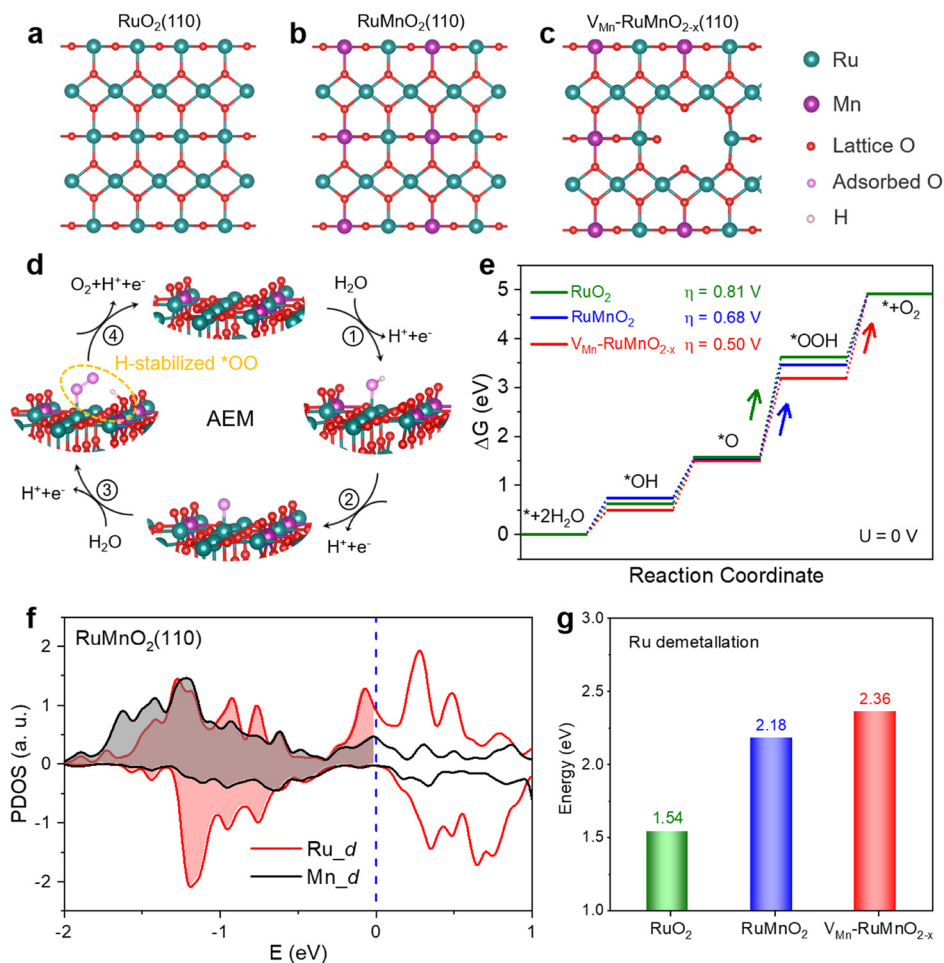 a
RuO₂(110)
b
RuMnO₂(110)
c
V_Mn-RuMnO₂₋ₓ(110)
Ru
Mn
Lattice O
Adsorbed O
H
d
O₂+H⁺+e⁻
H₂O
④
①
H⁺+e⁻
H-stabilized *OO
AEM
H⁺+e⁻
③
②
H₂O
H⁺+e⁻
e
5
4
3
2
1
0
ΔG (eV)
RuO₂ η = 0.81 V
RuMnO₂ η = 0.68 V
V_Mn-RuMnO₂₋ₓ η = 0.50 V
*+2H₂O
*OH
*O
*OOH
*+O₂
U = 0 V
Reaction Coordinate
f
RuMnO₂(110)
2
1
0
-1
-2
PDOS (a. u.)
Ru_d
Mn_d
-2 -1 0 1
E (eV)
g
Ru demetallation
3.0
2.5
2.0
1.5
1.0
Energy (eV)
1.54
2.18
2.36
RuO₂ RuMnO₂ V_Mn-RuMnO₂₋ₓ